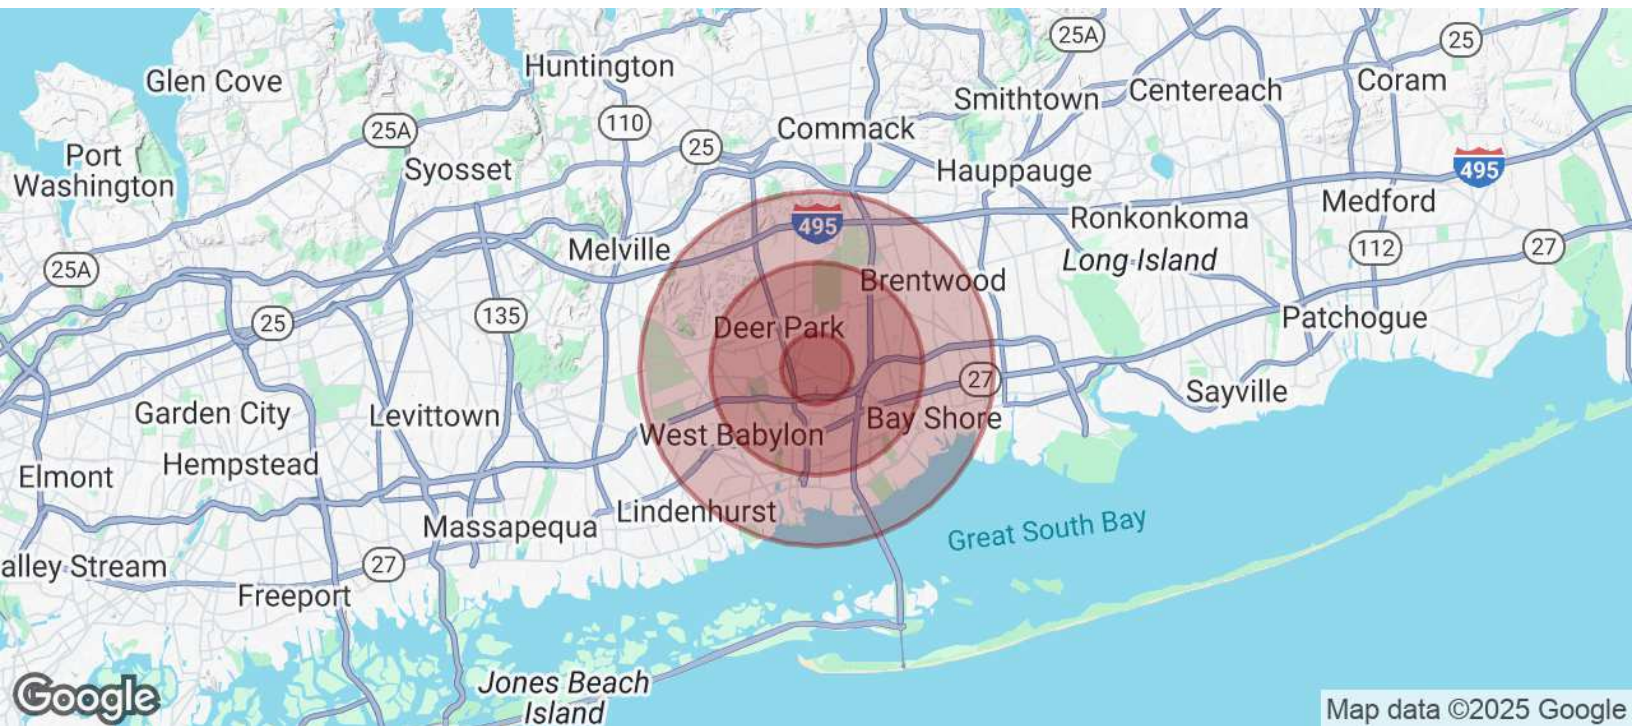 25A
25
Huntington
Glen Cove
Coram
Centereach
Smithtown
110
Commack
25A
25
Port
Washington
Syosset
Hauppauge
495
Medford
Ronkonkoma
495
Melville
112
27
Long Island
25A
Brentwood
135
25
Deer Park
Patchogue
27
Sayville
Garden City
Levittown
Bay Shore
West Babylon
Hempstead
Elmont
Lindenhurst
Massapequa
Great South Bay
alley Stream
27
Freeport
Jones Beach
Island
Google
Map data ©2025 Google